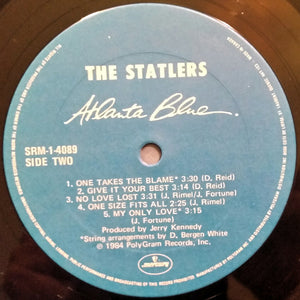 THE STATLERS
Atlanta Blue
SRM-1-4089
SIDE TWO
1. ONE TAKES THE BLAME* 3:30 (D. Reid)
2. GIVE IT YOUR BEST 3:14 (D. Reid)
3. NO LOVE LOST 3:31 (J. Rimel/J. Fortune)
4. ONE SIZE FITS ALL 2:25 (J. Rimel)
5. MY ONLY LOVE* 3:15
(J. Fortune)
Produced by Jerry Kennedy
*String arrangements by D. Bergen White
℗ 1984 PolyGram Records, Inc.